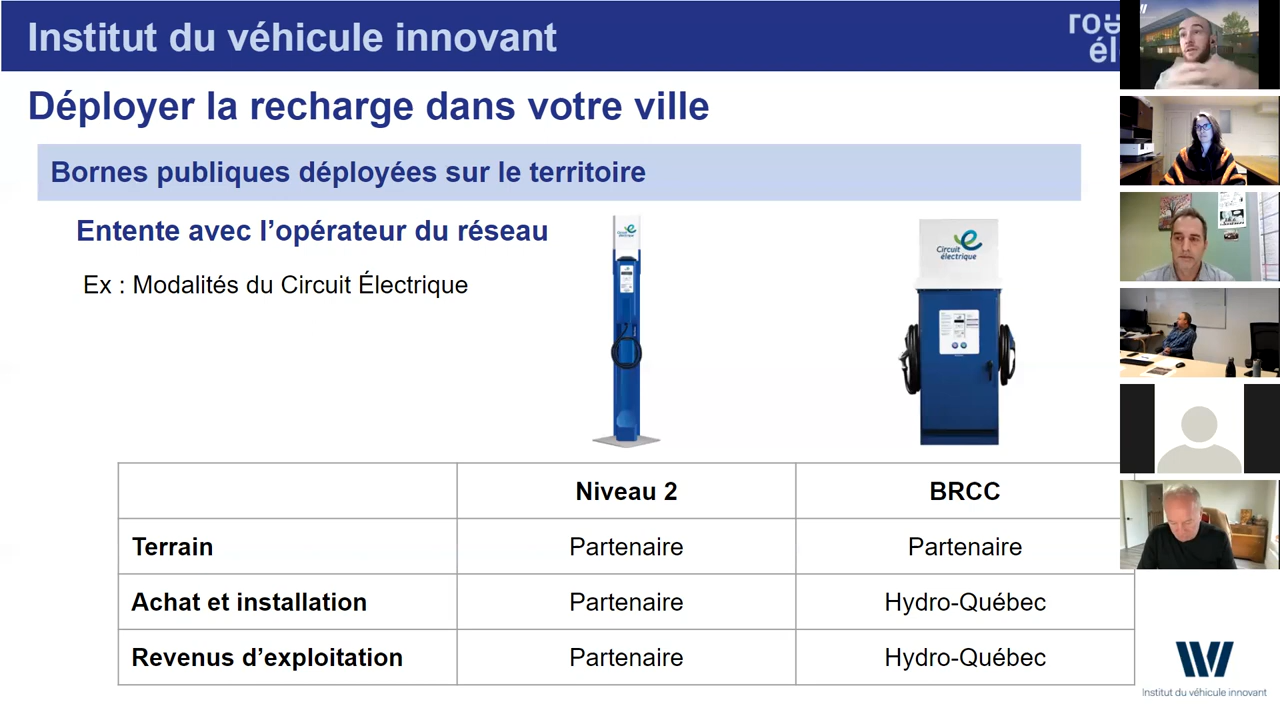 Institut du véhicule innovant
Déployer la recharge dans votre ville
Bornes publiques déployées sur le territoire
Entente avec l’opérateur du réseau
Ex : Modalités du Circuit Électrique
Circuit
électrique
Niveau 2
BRCC
Terrain
Partenaire
Partenaire
Achat et installation
Partenaire
Hydro-Québec
Revenus d’exploitation
Partenaire
Hydro-Québec
Institut du véhicule innovant